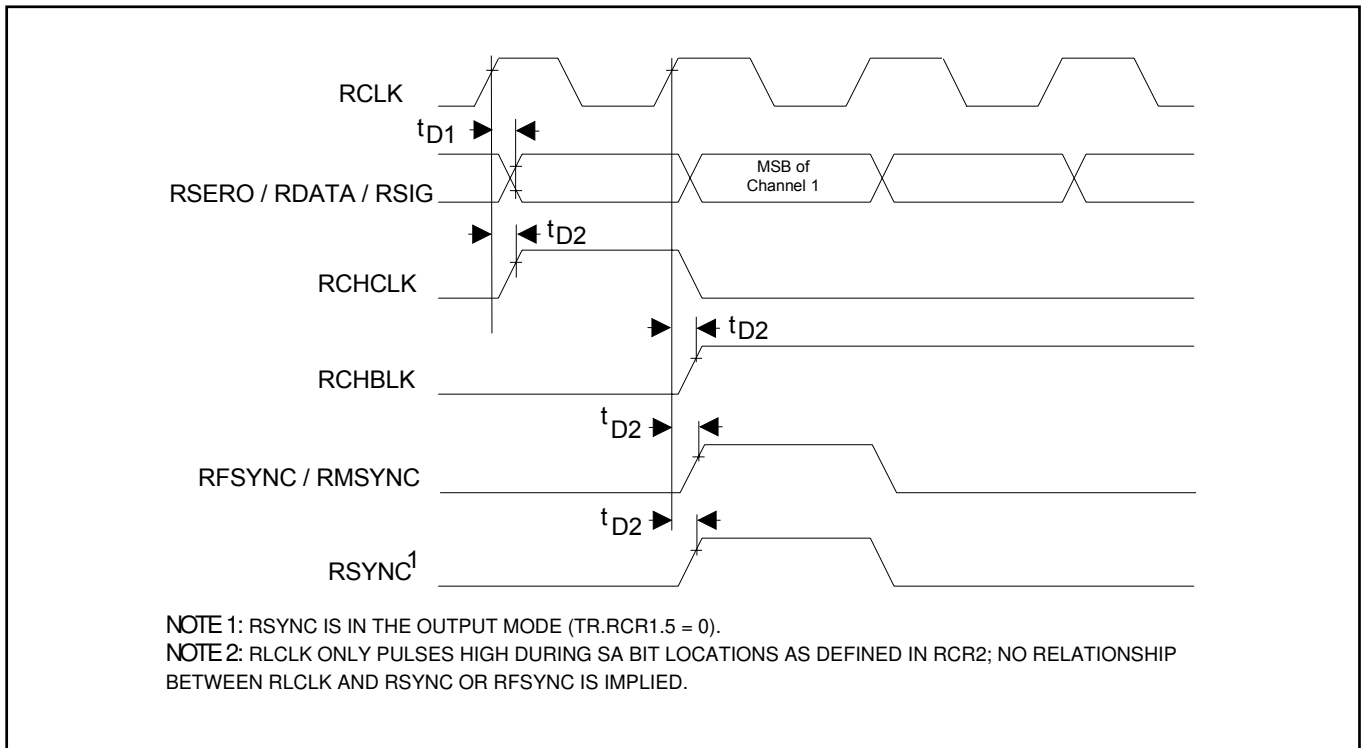 RCLK
tD1
RSERO / RDATA / RSIG
MSB of
Channel 1
tD2
RCHCLK
tD2
RCHBLK
tD2
RFSYNC / RMSYNC
tD2
RSYNC1
NOTE 1: RSYNC IS IN THE OUTPUT MODE (TR.RCR1.5 = 0).
NOTE 2: RLCLK ONLY PULSES HIGH DURING SA BIT LOCATIONS AS DEFINED IN RCR2; NO RELATIONSHIP
BETWEEN RLCLK AND RSYNC OR RFSYNC IS IMPLIED.